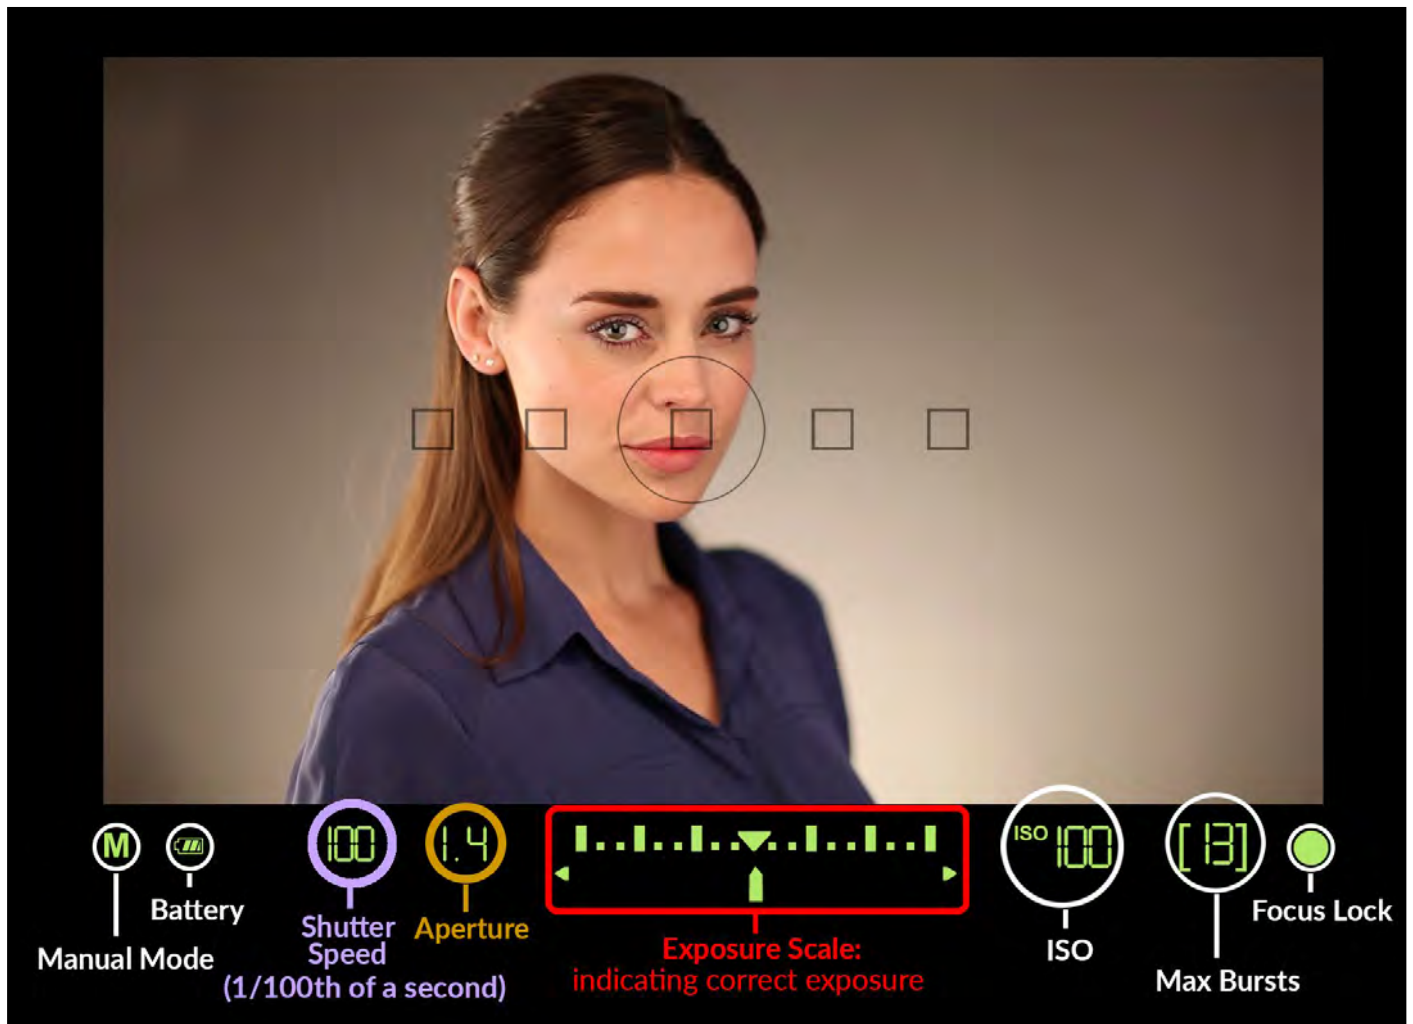 M
100
1.4
ISO 100
[13]
Battery
Manual Mode
Shutter
Speed
(1/100th of a second)
Aperture
Exposure Scale:
indicating correct exposure
ISO
Max Bursts
Focus Lock